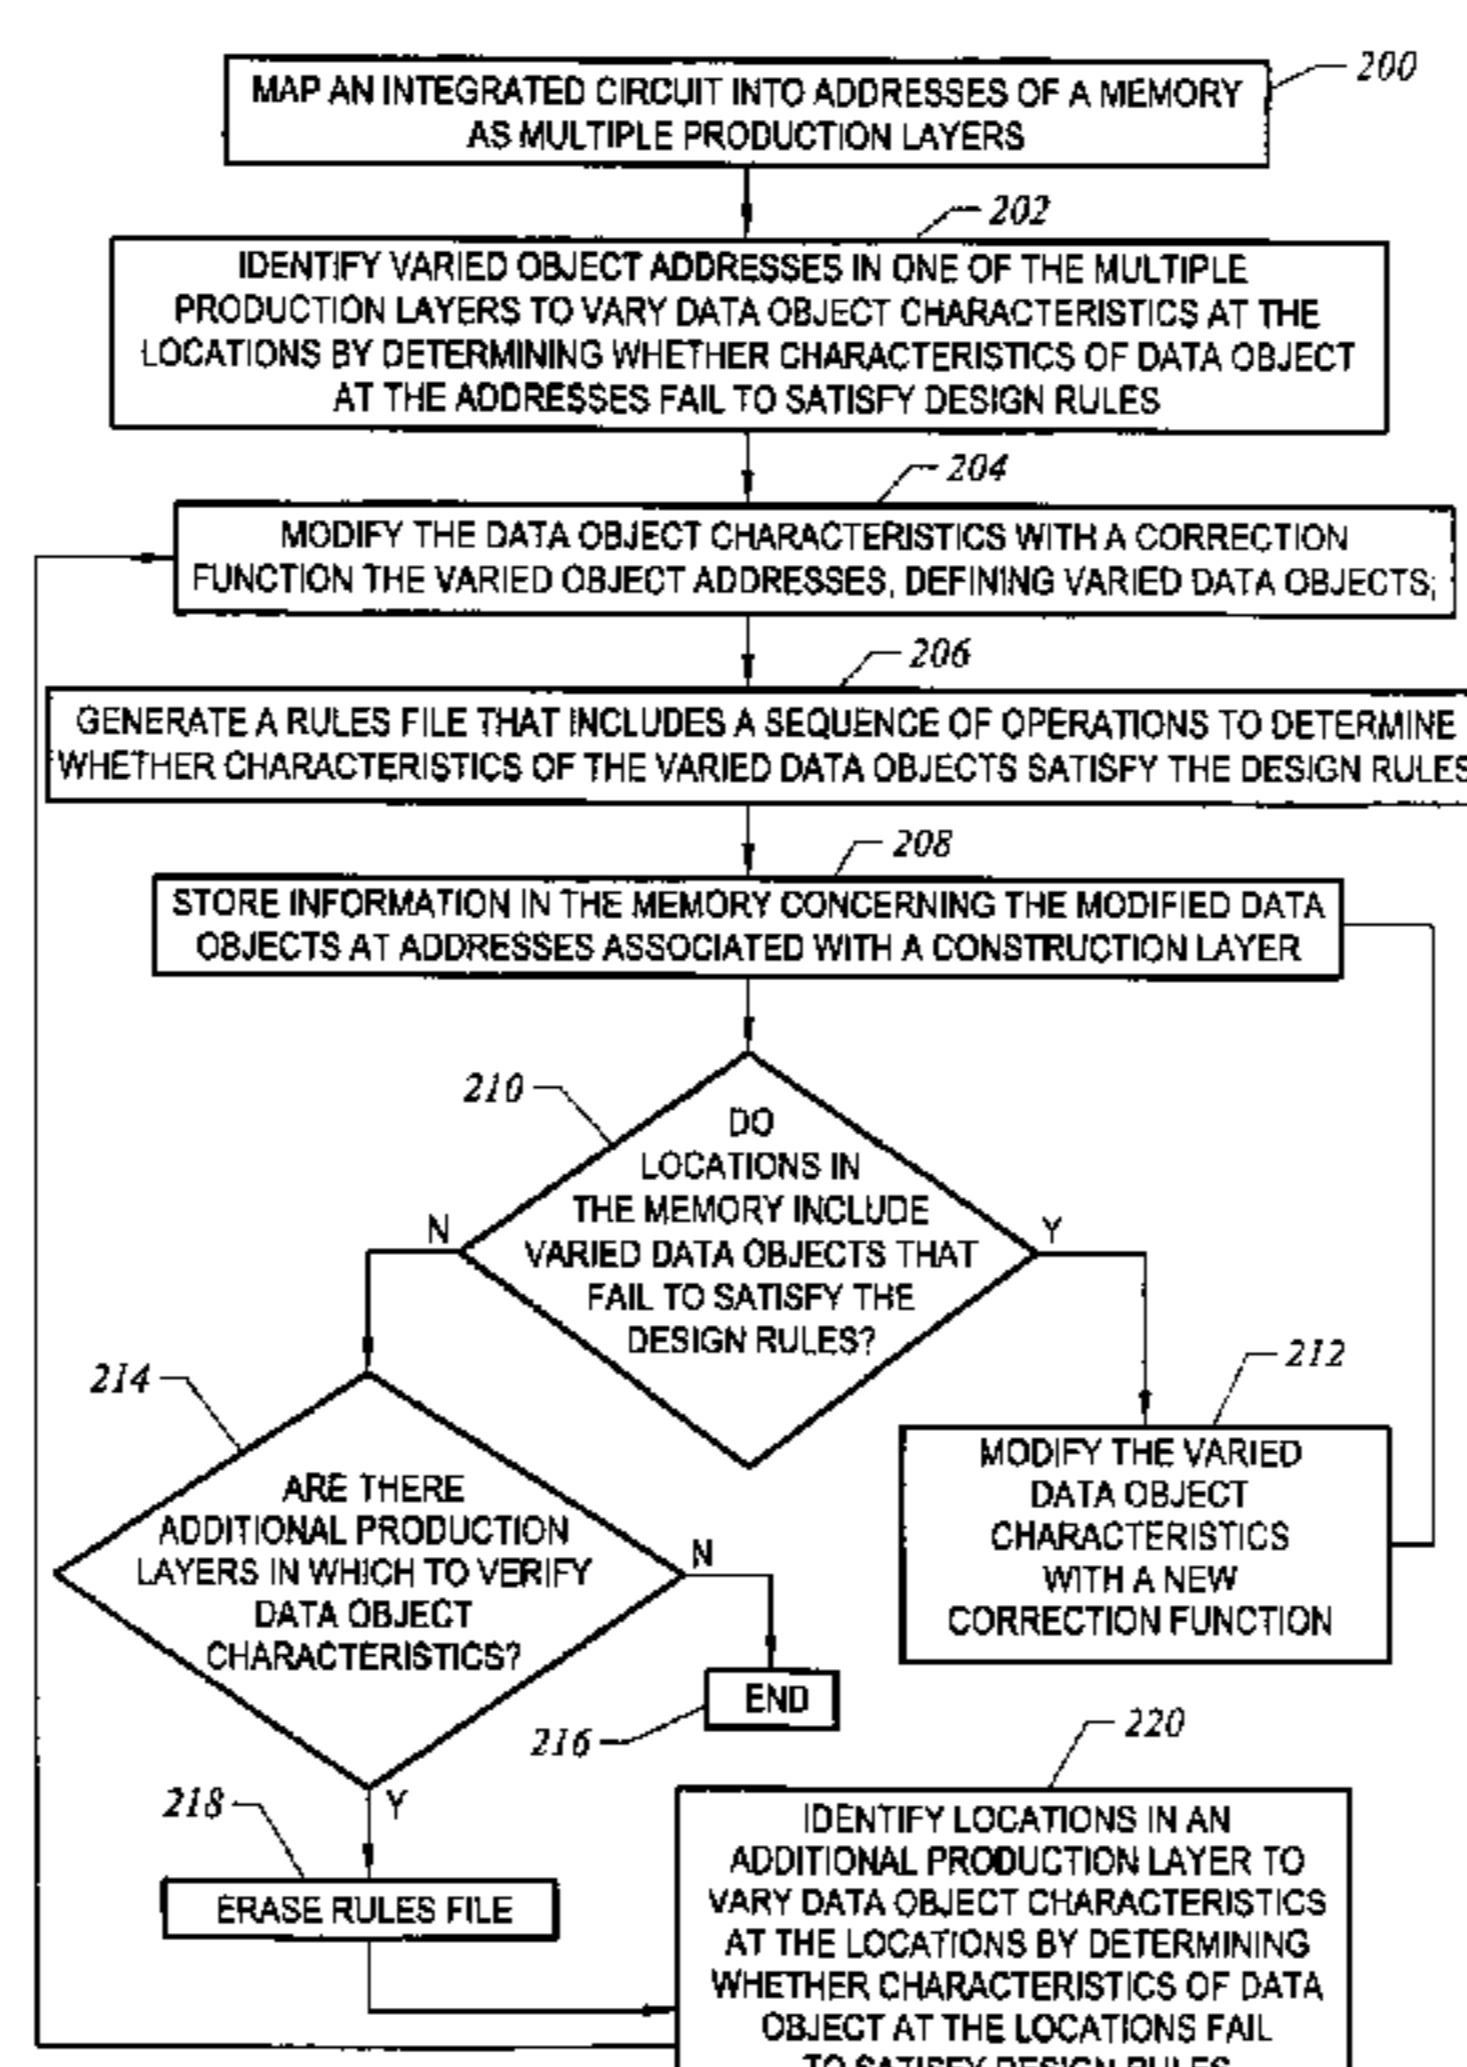 200
MAP AN INTEGRATED CIRCUIT INTO ADDRESSES OF A MEMORY
AS MULTIPLE PRODUCTION LAYERS
202
IDENTIFY VARIED OBJECT ADDRESSES IN ONE OF THE MULTIPLE
PRODUCTION LAYERS TO VARY DATA OBJECT CHARACTERISTICS AT THE
LOCATIONS BY DETERMINING WHETHER CHARACTERISTICS OF DATA OBJECT
AT THE ADDRESSES FAIL TO SATISFY DESIGN RULES
204
MODIFY THE DATA OBJECT CHARACTERISTICS WITH A CORRECTION
FUNCTION THE VARIED OBJECT ADDRESSES, DEFINING VARIED DATA OBJECTS;
206
GENERATE A RULES FILE THAT INCLUDES A SEQUENCE OF OPERATIONS TO DETERMINE
WHETHER CHARACTERISTICS OF THE VARIED DATA OBJECTS SATISFY THE DESIGN RULES
208
STORE INFORMATION IN THE MEMORY CONCERNING THE MODIFIED DATA
OBJECTS AT ADDRESSES ASSOCIATED WITH A CONSTRUCTION LAYER
210
DO
LOCATIONS IN
THE MEMORY INCLUDE
VARIED DATA OBJECTS THAT
FAIL TO SATISFY THE
DESIGN RULES?
N
Y
212
MODIFY THE VARIED
DATA OBJECT
CHARACTERISTICS
WITH A NEW
CORRECTION FUNCTION
214
ARE THERE
ADDITIONAL PRODUCTION
LAYERS IN WHICH TO VERIFY
DATA OBJECT
CHARACTERISTICS?
N
END
216
Y
218
ERASE RULES FILE
220
IDENTIFY LOCATIONS IN AN
ADDITIONAL PRODUCTION LAYER TO
VARY DATA OBJECT CHARACTERISTICS
AT THE LOCATIONS BY DETERMINING
WHETHER CHARACTERISTICS OF DATA
OBJECT AT THE LOCATIONS FAIL
TO SATISFY DESIGN RULES